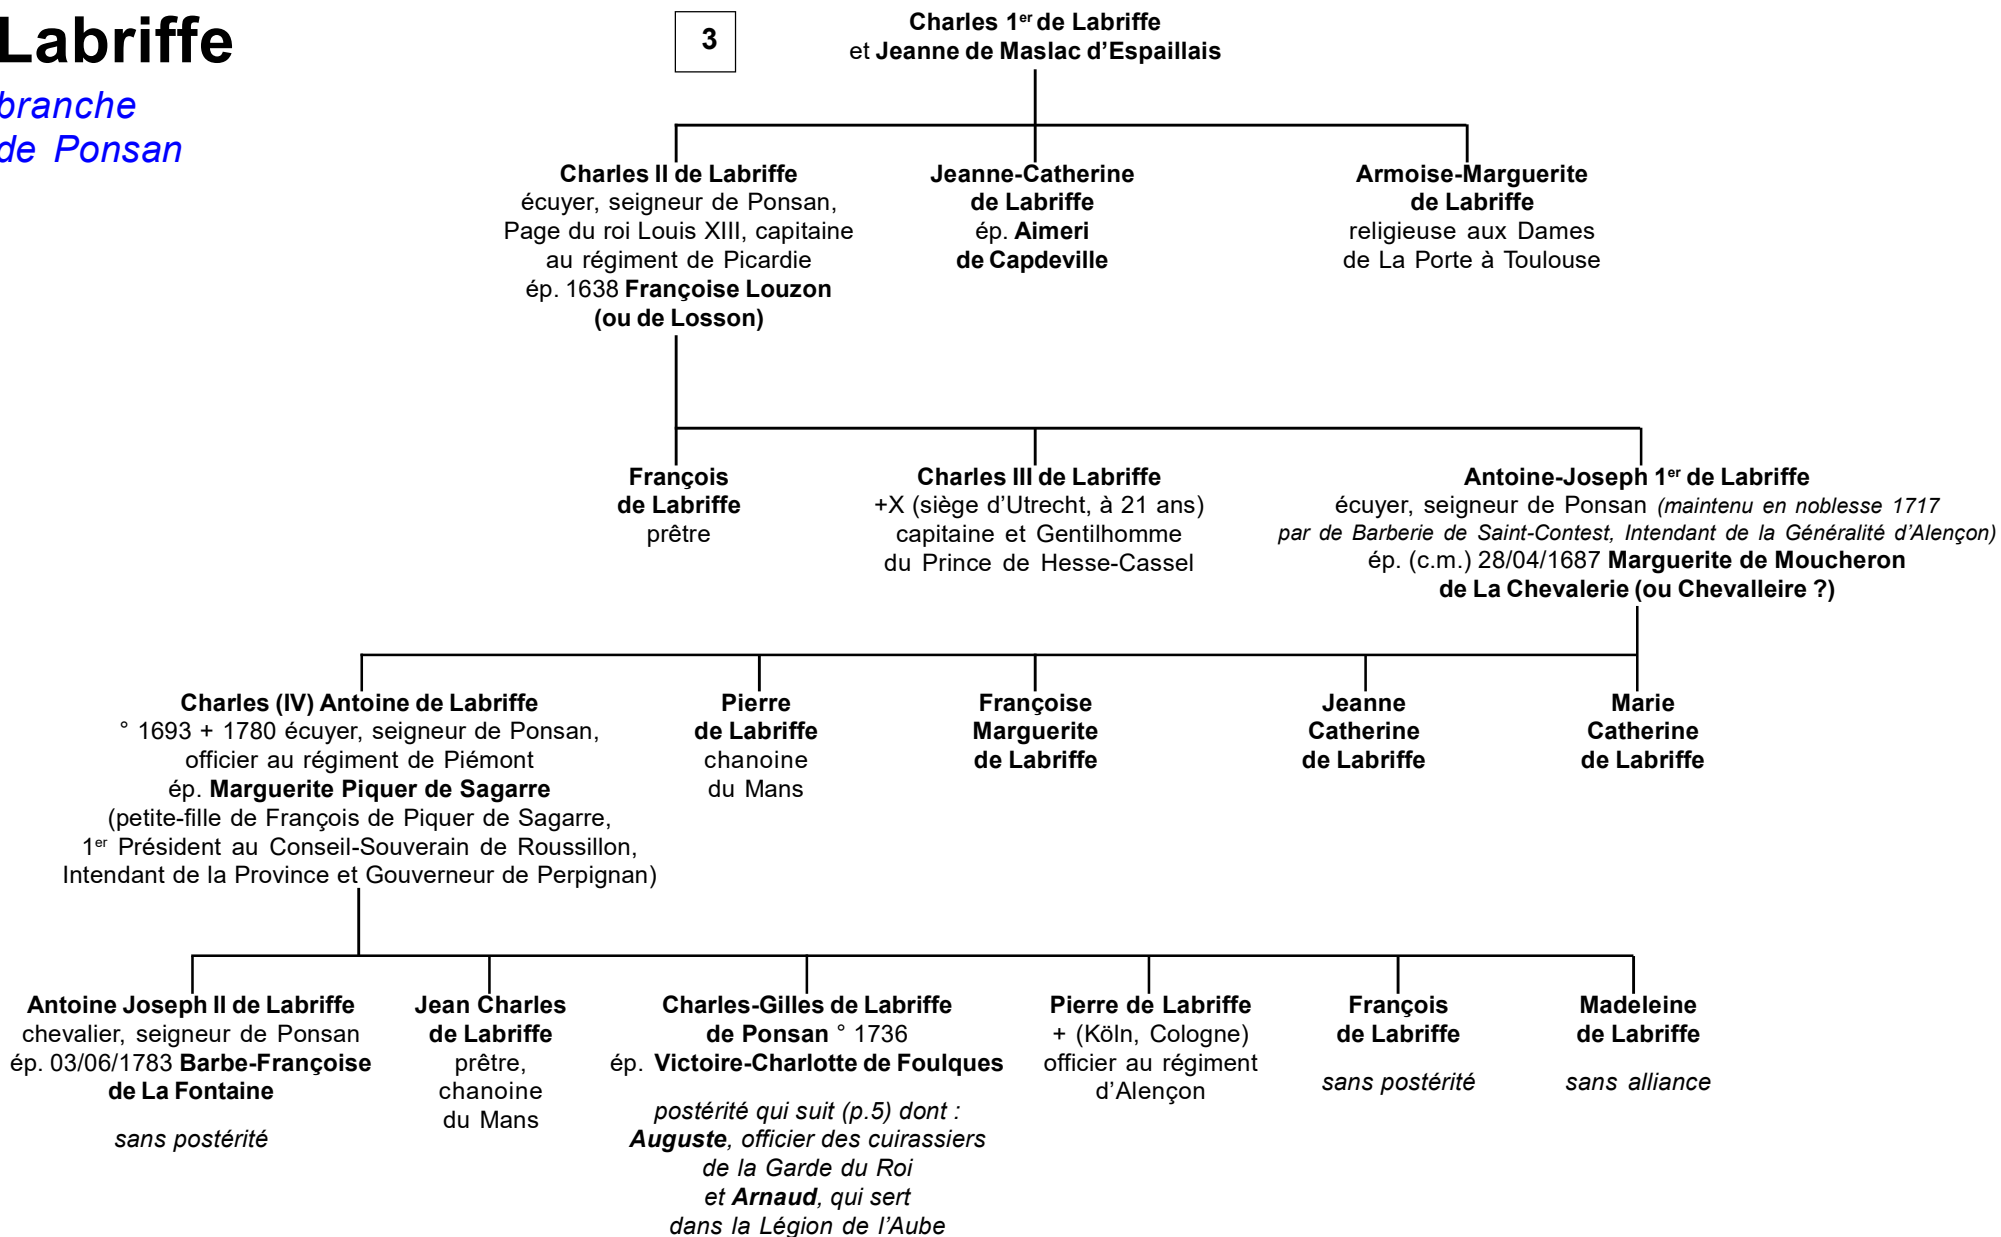 Labriffe
branche
de Ponsan
3
Charles 1er de Labriffe
et Jeanne de Maslac d’Espaillais
Charles II de Labriffe
écuyer, seigneur de Ponsan,
Page du roi Louis XIII, capitaine
au régiment de Picardie
ép. 1638 Françoise Louzon
(ou de Losson)
Jeanne-Catherine
de Labriffe
ép. Aimeri
de Capdeville
Armoise-Marguerite
de Labriffe
religieuse aux Dames
de La Porte à Toulouse
François
de Labriffe
prêtre
Charles III de Labriffe
+X (siège d’Utrecht, à 21 ans)
capitaine et Gentilhomme
du Prince de Hesse-Cassel
Antoine-Joseph 1er de Labriffe
écuyer, seigneur de Ponsan (maintenu en noblesse 1717
par de Barberie de Saint-Contest, Intendant de la Généralité d’Alençon)
ép. (c.m.) 28/04/1687 Marguerite de Moucheron
de La Chevalerie (ou Chevalleire ?)
Charles (IV) Antoine de Labriffe
° 1693 + 1780 écuyer, seigneur de Ponsan,
officier au régiment de Piémont
ép. Marguerite Piquer de Sagarre
(petite-fille de François de Piquer de Sagarre,
1er Président au Conseil-Souverain de Roussillon,
Intendant de la Province et Gouverneur de Perpignan)
Pierre
de Labriffe
chanoine
du Mans
Françoise
Marguerite
de Labriffe
Jeanne
Catherine
de Labriffe
Marie
Catherine
de Labriffe
Antoine Joseph II de Labriffe
chevalier, seigneur de Ponsan
ép. 03/06/1783 Barbe-Françoise
de La Fontaine
sans postérité
Jean Charles
de Labriffe
prêtre,
chanoine
du Mans
Charles-Gilles de Labriffe
de Ponsan ° 1736
ép. Victoire-Charlotte de Foulques
postérité qui suit (p.5) dont :
Auguste, officier des cuirassiers
de la Garde du Roi
et Arnaud, qui sert
dans la Légion de l’Aube
Pierre de Labriffe
+ (Köln, Cologne)
officier au régiment
d’Alençon
François
de Labriffe
sans postérité
Madeleine
de Labriffe
sans alliance